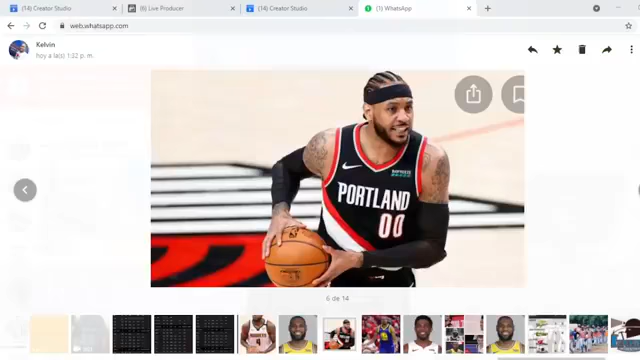 (14) Creator Studio
(6) Live Producer
(14) Creator Studio
(1) WhatsApp
web.whatsapp.com
Kelvin
hoy a la(s) 1:32 p. m.
PORTLAND
00
6 de 14